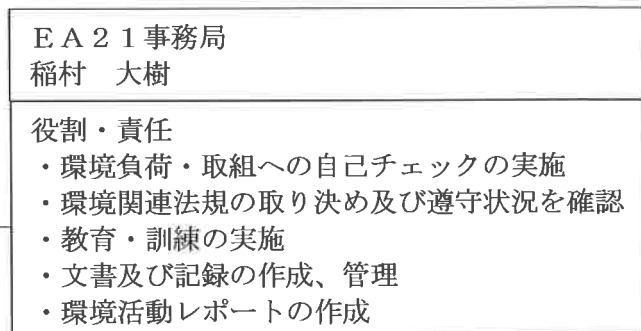 ＥＡ２１事務局
稲村　大樹
役割・責任
・環境負荷・取組への自己チェックの実施
・環境関連法規の取り決め及び遵守状況を確認
・教育・訓練の実施
・文書及び記録の作成、管理
・環境活動レポートの作成